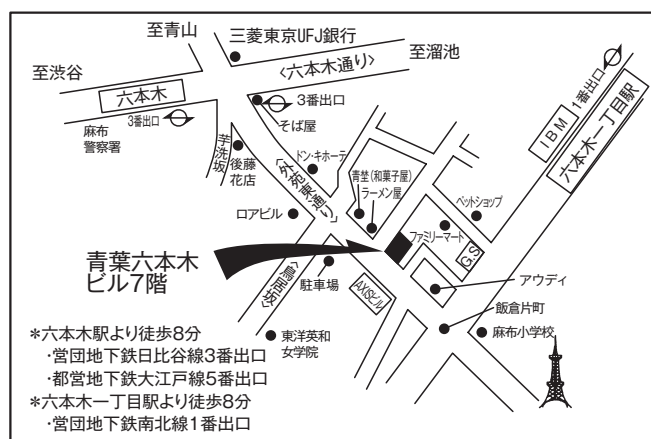 至青山
三菱東京UFJ銀行
至溜池
〈六本木通り〉
至渋谷
六本木
3番出口
麻布
警察署
3番出口
そば屋
芋洗坂
後藤
花店
ドン・キホーテ
〈外苑東通り〉
青埜(和菓子屋)
ラーメン屋
IBM
1番出口
六本木一丁目駅
ペットショップ
ファミリーマート
G.S
ロアビル
〈鳥居坂〉
駐車場
AXISビル
アウディ
飯倉片町
麻布小学校
東洋英和
女学院
青葉六本木
ビル7階
*六本木駅より徒歩8分
・営団地下鉄日比谷線3番出口
・都営地下鉄大江戸線5番出口
*六本木一丁目駅より徒歩8分
・営団地下鉄南北線1番出口